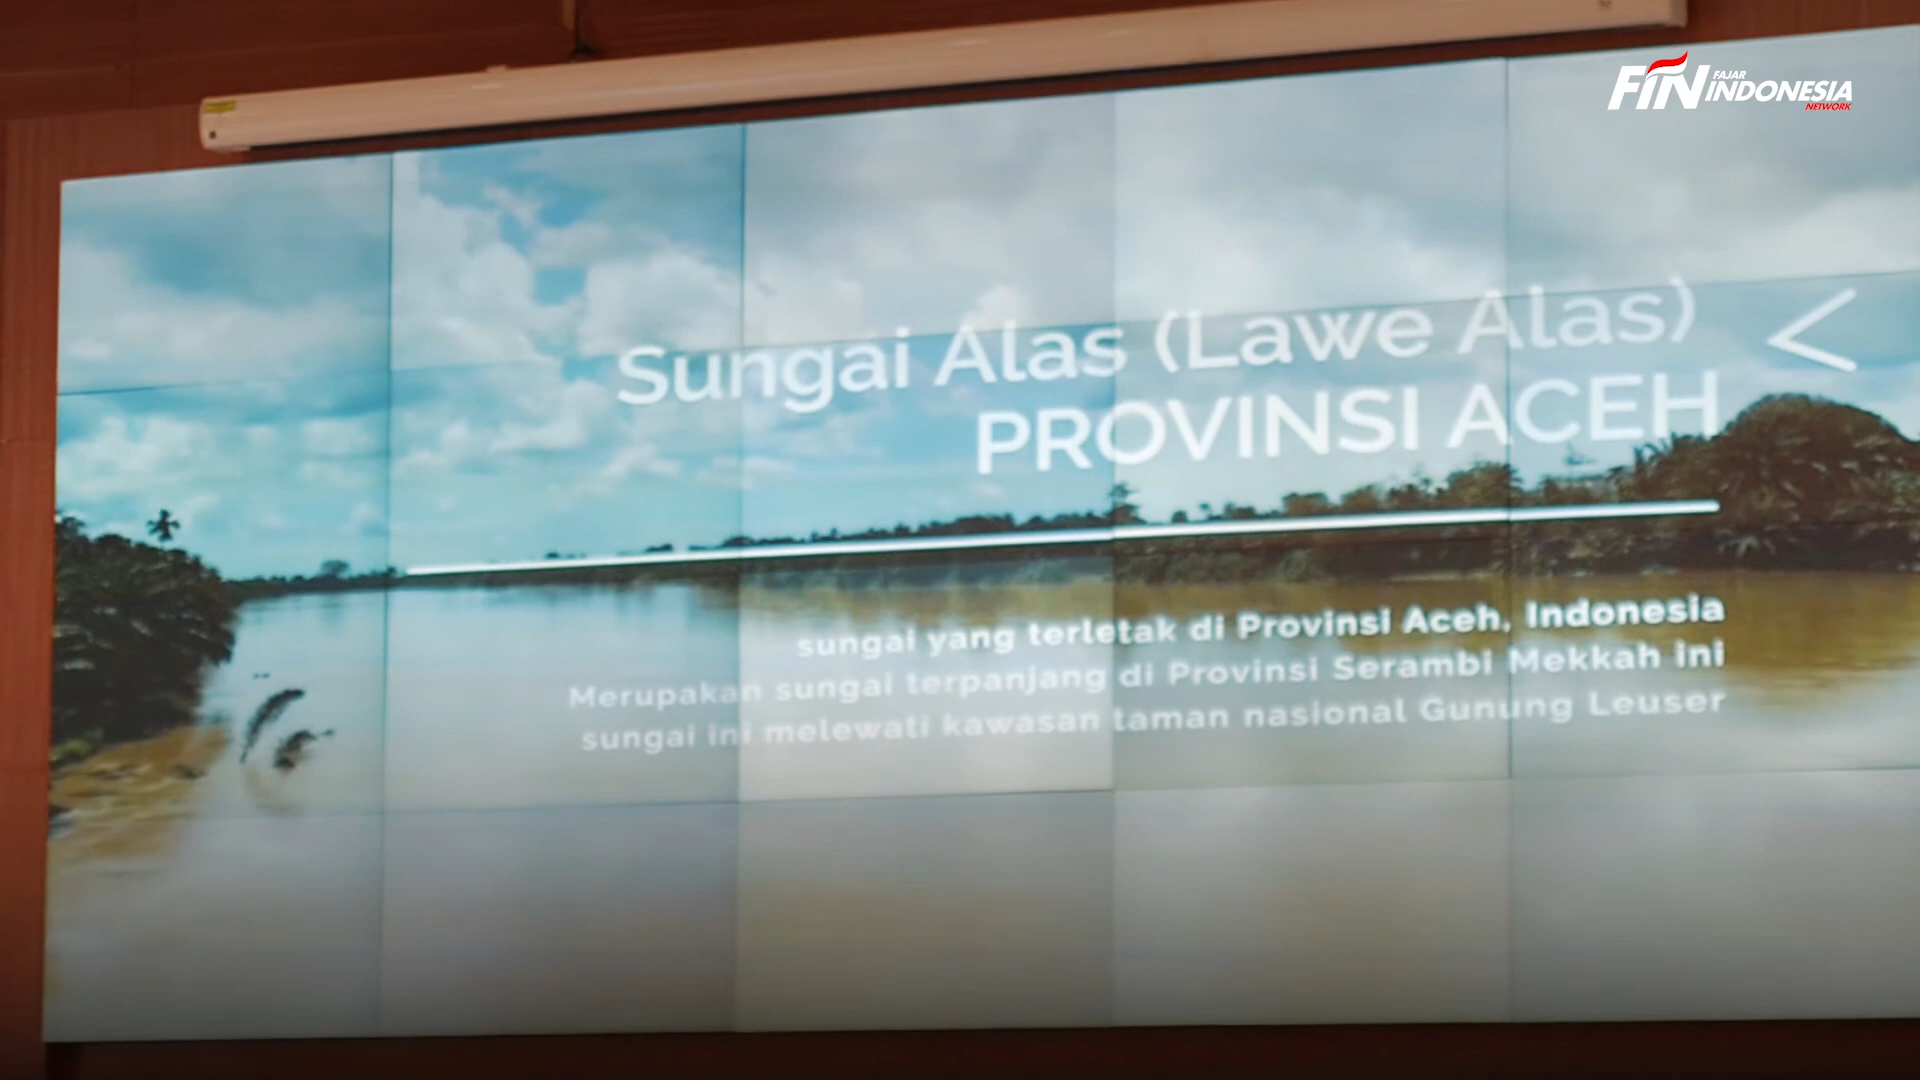 FIN FAJAR
INDONESIA
NETWORK
Sungai Alas (Lawe Alas)
PROVINSI ACEH
sungai yang terletak di Provinsi Aceh, Indonesia
Merupakan sungai terpanjang di Provinsi Serambi Mekkah ini
sungai ini melewati kawasan taman nasional Gunung Leuser